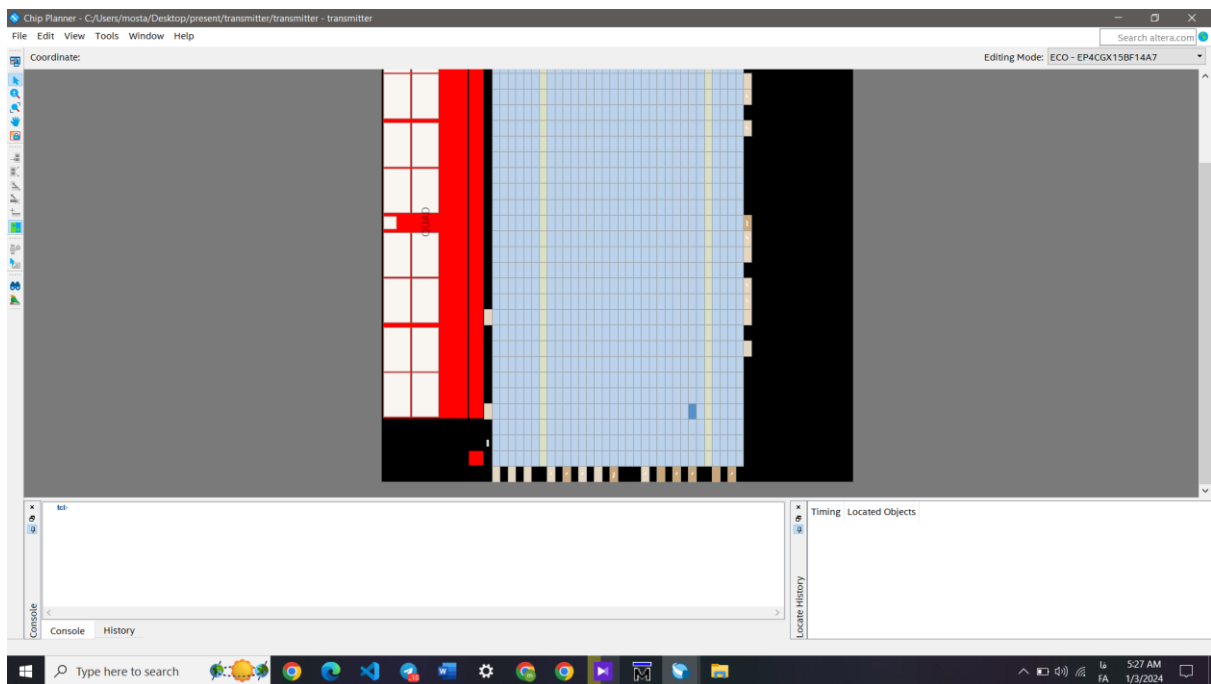 Chip Planner - C:/Users/mosta/Desktop/present/transmitter/transmitter - transmitter
File Edit View Tools Window Help
Search altera.com
Coordinate:
Editing Mode: ECO - EP4CGX15BF14A7
QUAD
tcl>
Timing Located Objects
Console
Locate History
Console History
Type here to search
فا
FA
5:27 AM
1/3/2024